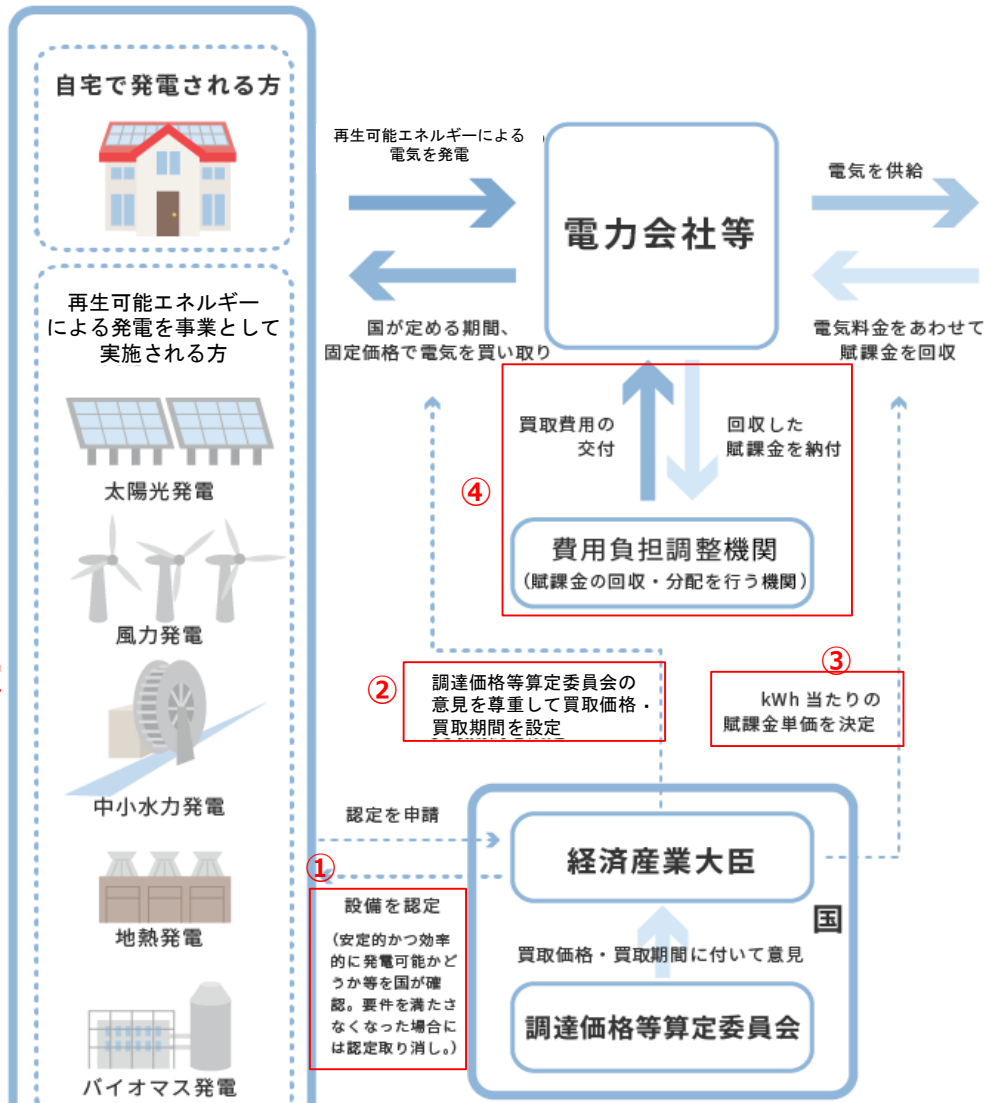 自宅で発電される方
再生可能エネルギー
による発電を事業として
実施される方
太陽光発電
風力発電
中小水力発電
地熱発電
バイオマス発電
再生可能エネルギーによる
電気を発電
国が定める期間、
固定価格で電気を買い取り
電力会社等
電気を供給
電気料金をあわせて
賦課金を回収
買取費用の
交付
回収した
賦課金を納付
④
費用負担調整機関
(賦課金の回収・分配を行う機関)
②
調達価格等算定委員会の
意見を尊重して買取価格・
買取期間を設定
③
kWh 当たりの
賦課金単価を決定
認定を申請
①
設備を認定
(安定的かつ効率
的に発電可能かど
うか等を国が確
認。要件を満たさ
なくなった場合に
は認定取り消し。)
経済産業大臣
国
買取価格・買取期間に付いて意見
調達価格等算定委員会